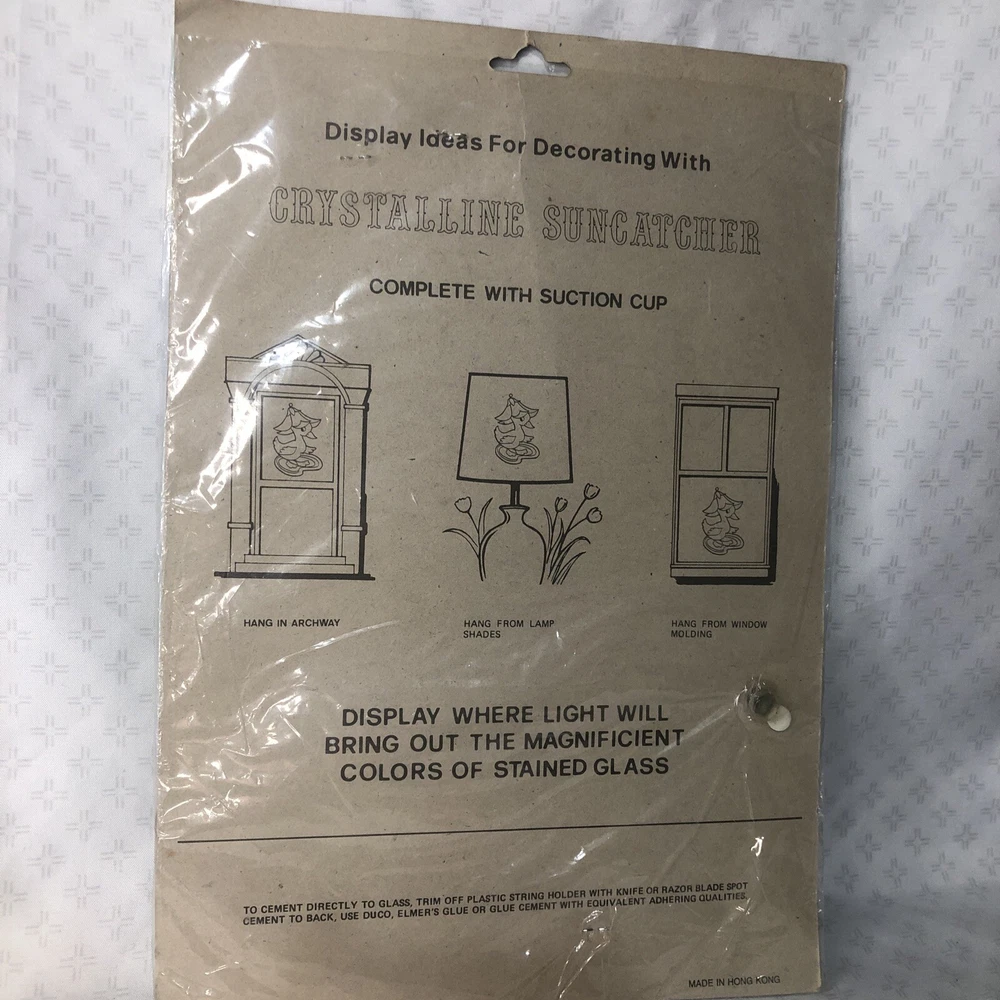 Display Ideas For Decorating With
CRYSTALLINE SUNCATCHER
COMPLETE WITH SUCTION CUP
HANG IN ARCHWAY
HANG FROM LAMP
SHADES
HANG FROM WINDOW
MOLDING
DISPLAY WHERE LIGHT WILL
BRING OUT THE MAGNIFICIENT
COLORS OF STAINED GLASS
TO CEMENT DIRECTLY TO GLASS, TRIM OFF PLASTIC STRING HOLDER WITH KNIFE OR RAZOR BLADE SPOT
CEMENT TO BACK, USE DUCO, ELMER'S GLUE OR GLUE CEMENT WITH EQUIVALENT ADHERING QUALITIES.
MADE IN HONG KONG